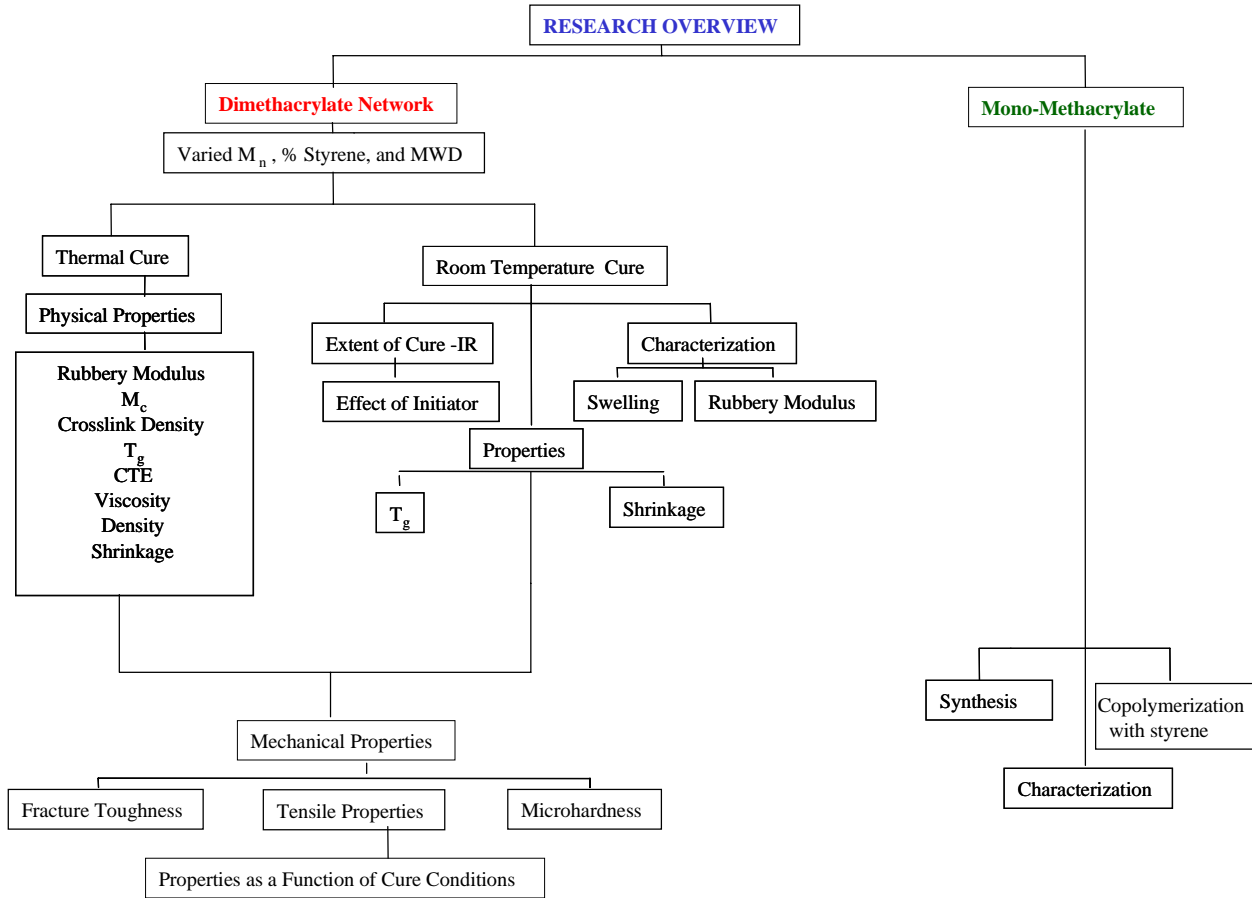 RESEARCH OVERVIEW
Dimethacrylate Network
Mono-Methacrylate
Varied Mn , % Styrene, and MWD
Thermal Cure
Room Temperature Cure
Physical Properties
Extent of Cure -IR
Characterization
Rubbery Modulus
Mc
Crosslink Density
Tg
CTE
Viscosity
Density
Shrinkage
Effect of Initiator
Swelling
Rubbery Modulus
Properties
Tg
Shrinkage
Synthesis
Copolymerization
with styrene
Characterization
Mechanical Properties
Fracture Toughness
Tensile Properties
Microhardness
Properties as a Function of Cure Conditions